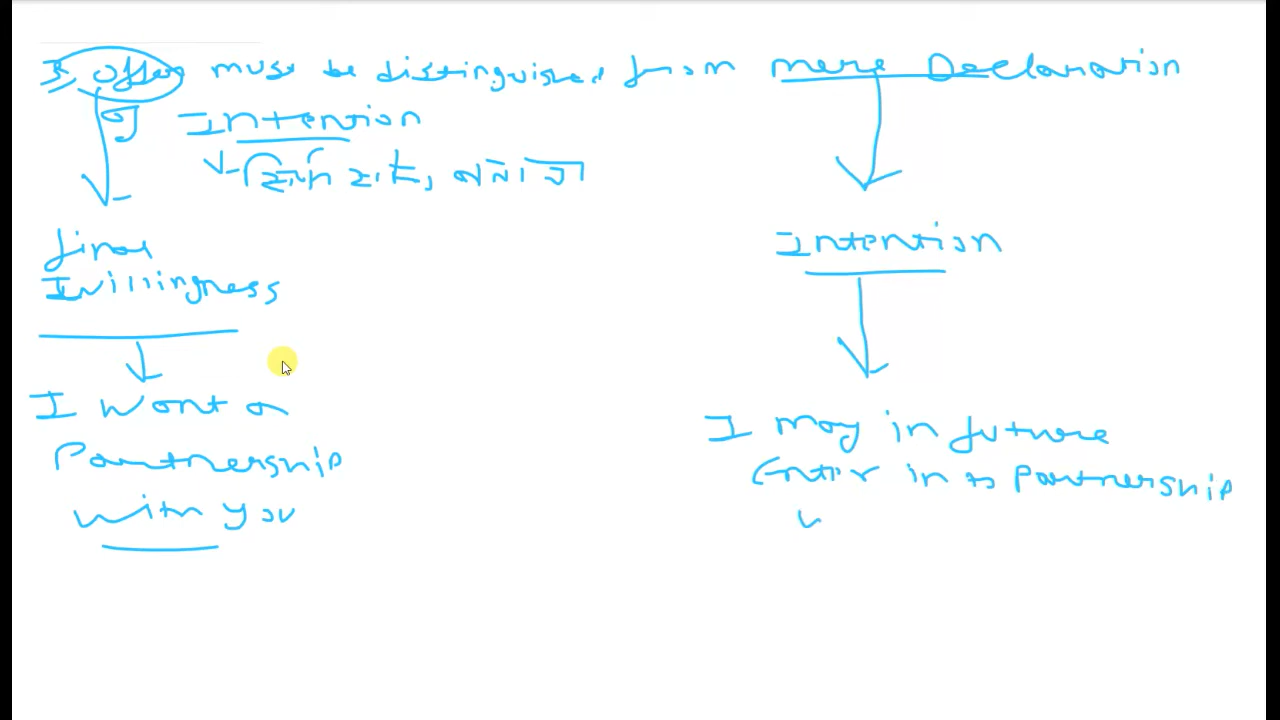 3, offer must be distinguished from mere Declaration
of Intention
final
willingness
Intention
I want a
Partnership
with you
I may in future
Enter in to Partnership
w